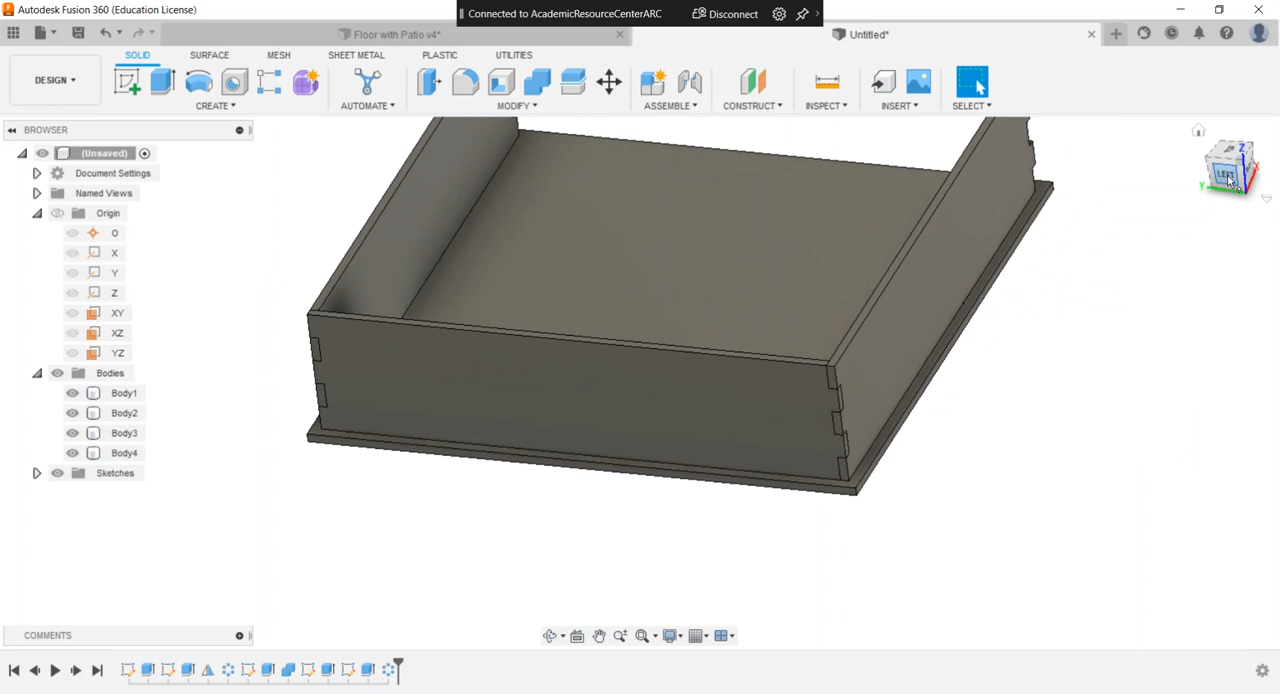 Autodesk Fusion 360 (Education License)
Connected to AcademicResourceCenterARC
Disconnect
Floor with Patio v4*
Untitled*
DESIGN
SOLID
SURFACE
MESH
SHEET METAL
PLASTIC
UTILITIES
CREATE
AUTOMATE
MODIFY
ASSEMBLE
CONSTRUCT
INSPECT
INSERT
SELECT
BROWSER
(Unsaved)
Document Settings
Named Views
Origin
O
X
Y
Z
XY
XZ
YZ
Bodies
Body1
Body2
Body3
Body4
Sketches
LEFT
Z
X
Y
COMMENTS